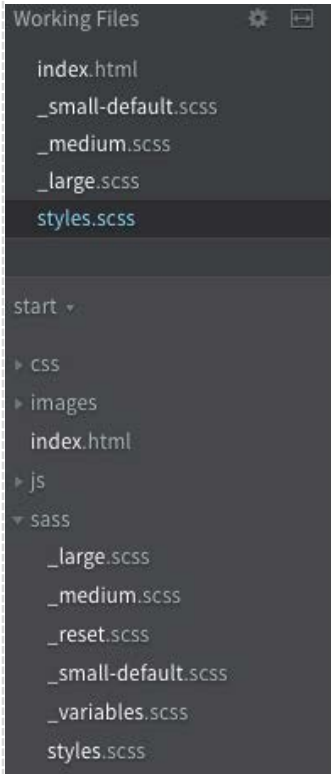 Working Files
index.html
_small-default.scss
_medium.scss
_large.scss
styles.scss
start
css
images
index.html
js
sass
_large.scss
_medium.scss
_reset.scss
_small-default.scss
_variables.scss
styles.scss